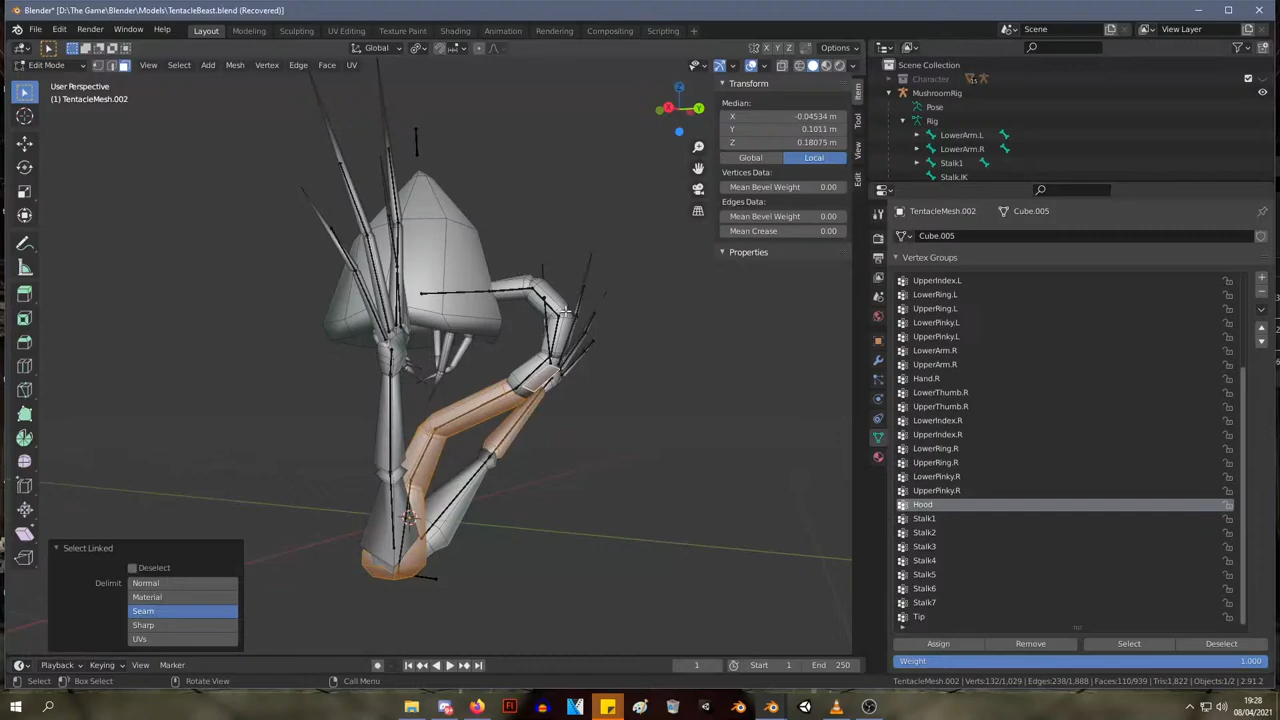 Blender* [D:\The Game\Blender\Models\TentacleBeast.blend (Recovered)]
File Edit Render Window Help Layout Modeling Sculpting UV Editing Texture Paint Shading Animation Rendering Compositing Scripting + Scene View Layer
Global X Y Z Options
Edit Mode View Select Add Mesh Vertex Edge Face UV
User Perspective
(1) TentacleMesh.002
X Y Z
Transform
Median:
X -0.04534 m
Y 0.1011 m
Z 0.18075 m
Global Local
Vertices Data:
Mean Bevel Weight 0.00
Edges Data:
Mean Bevel Weight 0.00
Mean Crease 0.00
Properties
Item
Tool
View
Edit
Scene Collection
Character 15
MushroomRig
Pose
Rig
LowerArm.L
LowerArm.R
Stalk1
Stalk.IK
TentacleMesh.002 Cube.005
Cube.005
Vertex Groups
UpperIndex.L
LowerRing.L
UpperRing.L
LowerPinky.L
UpperPinky.L
LowerArm.R
UpperArm.R
Hand.R
LowerThumb.R
UpperThumb.R
LowerIndex.R
UpperIndex.R
LowerRing.R
UpperRing.R
LowerPinky.R
UpperPinky.R
Hood
Stalk1
Stalk2
Stalk3
Stalk4
Stalk5
Stalk6
Stalk7
Tip
Assign Remove Select Deselect
Weight 1.000
Select Linked
Deselect
Delimit Normal
Material
Seam
Sharp
UVs
Playback Keying View Marker 1 Start 1 End 250
Select Box Select Rotate View Call Menu TentacleMesh.002 | Verts:132/1,029 | Edges:238/1,888 | Faces:110/939 | Tris:1,822 | Objects:1/2 | 2.91.2
Fl
19:28
08/04/2021